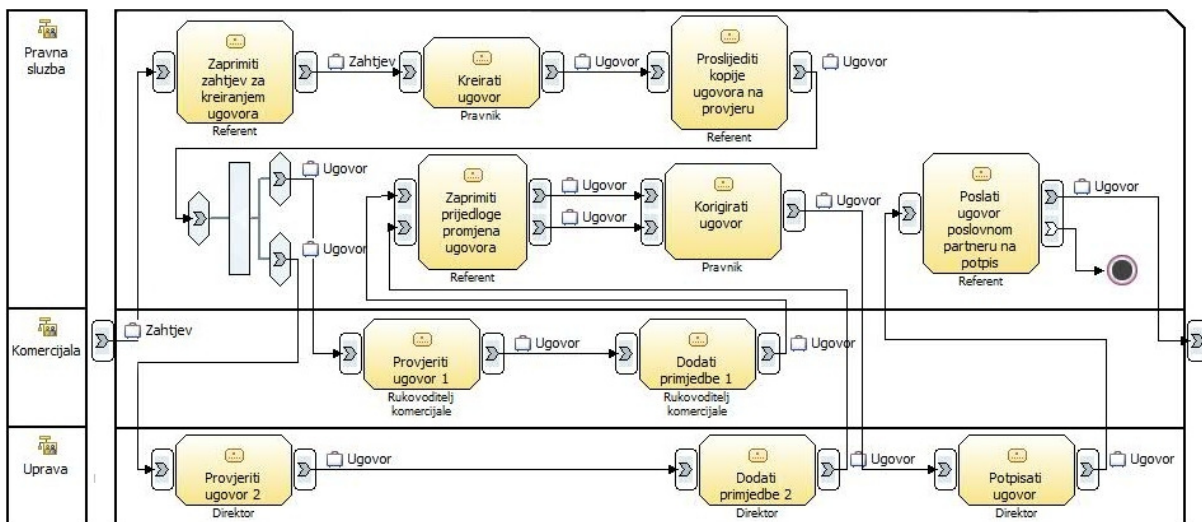 Pravna
sluzba
Zaprimiti
zahtjev za
kreiranjem
ugovora
Referent
Zahtjev
Kreirati
ugovor
Pravnik
Ugovor
Proslijediti
kopije
ugovora na
provjeru
Referent
Ugovor
Ugovor
Ugovor
Zaprimiti
prijedloge
promjena
ugovora
Referent
Ugovor
Ugovor
Korigirati
ugovor
Pravnik
Ugovor
Poslati
ugovor
poslovnom
partneru na
potpis
Referent
Ugovor
Komercijala
Zahtjev
Provjeriti
ugovor 1
Rukovoditelj
komercijale
Ugovor
Dodati
primjedbe 1
Rukovoditelj
komercijale
Ugovor
Uprava
Provjeriti
ugovor 2
Direktor
Ugovor
Dodati
primjedbe 2
Direktor
Ugovor
Potpisati
ugovor
Direktor
Ugovor